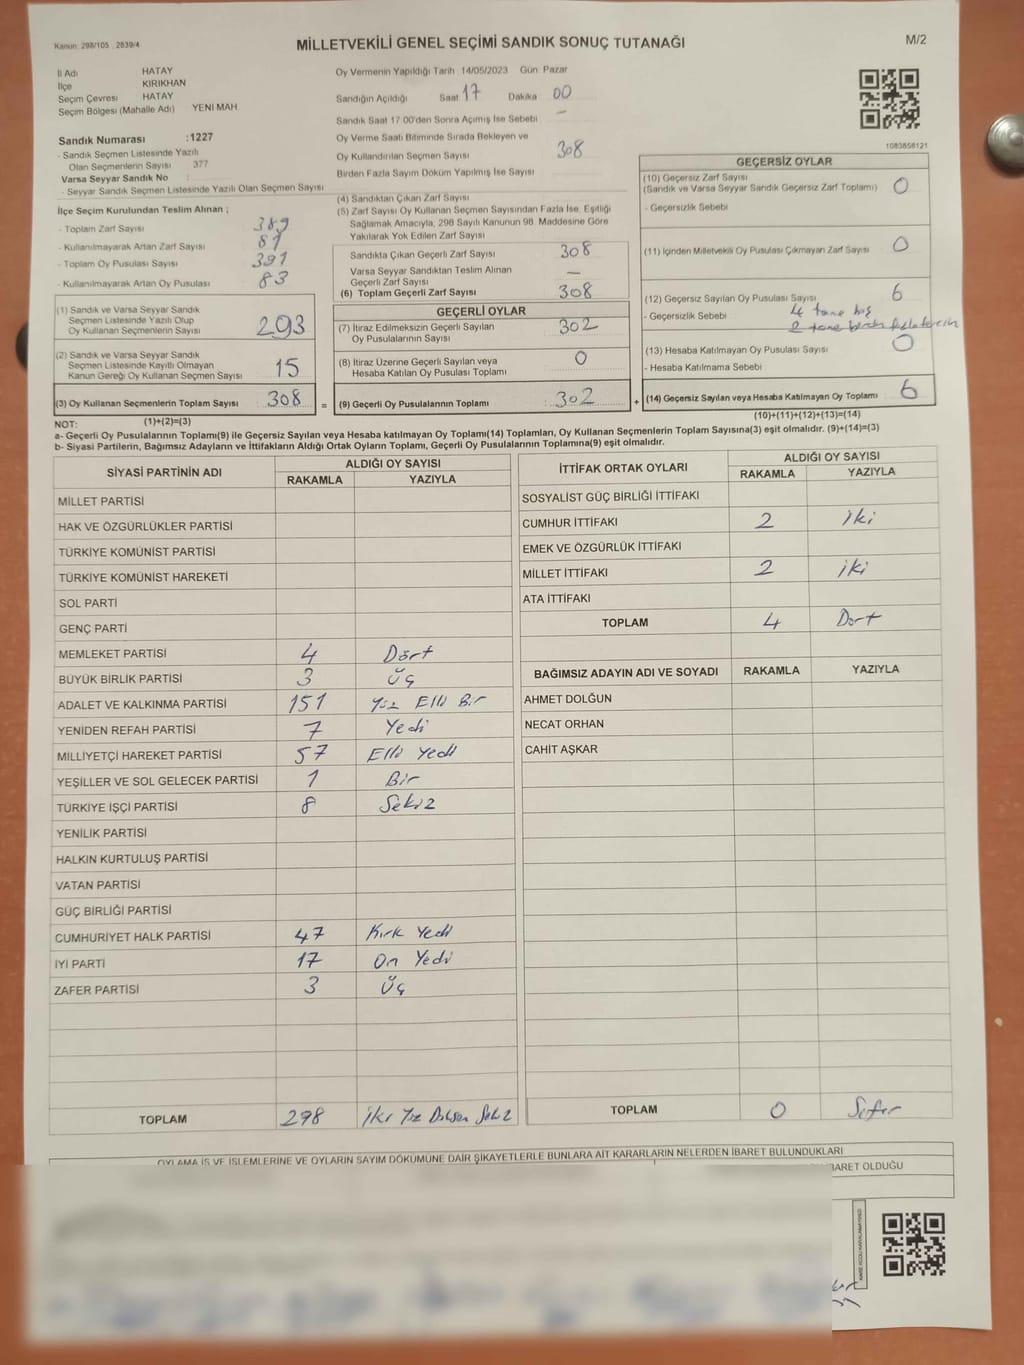 Kanun: 298/105 , 2839/4
MİLLETVEKİLİ GENEL SEÇİMİ SANDIK SONUÇ TUTANAĞI
M/2
İl Adı HATAY
İlçe KIRIKHAN
Seçim Çevresi HATAY
Seçim Bölgesi (Mahalle Adı) YENİ MAH
Sandık Numarası :1227
- Sandık Seçmen Listesinde Yazılı
Olan Seçmenlerin Sayısı 377
Varsa Seyyar Sandık No :
- Seyyar Sandık Seçmen Listesinde Yazılı Olan Seçmen Sayısı
İlçe Seçim Kurulundan Teslim Alınan ;
- Toplam Zarf Sayısı 389
- Kullanılmayarak Artan Zarf Sayısı 81
- Toplam Oy Pusulası Sayısı 391
- Kullanılmayarak Artan Oy Pusulası 83
(1) Sandık ve Varsa Seyyar Sandık
Seçmen Listesinde Yazılı Olup
Oy Kullanan Seçmenlerin Sayısı 293
(2) Sandık ve Varsa Seyyar Sandık
Seçmen Listesinde Kayıtlı Olmayan
Kanun Gereği Oy Kullanan Seçmen Sayısı 15
(3) Oy Kullanan Seçmenlerin Toplam Sayısı 308 =
(1)+(2)=(3)
Oy Vermenin Yapıldığı Tarih :14/05/2023 Gün Pazar
Sandığın Açıldığı Saat 17 Dakika 00
Sandık Saat 17:00'den Sonra Açımış İse Sebebi –
Oy Verme Saati Bitiminde Sırada Bekleyen ve
Oy Kullandırılan Seçmen Sayısı 308
Birden Fazla Sayım Döküm Yapılmış İse Sayısı
(4) Sandıktan Çıkan Zarf Sayısı
(5) Zarf Sayısı Oy Kullanan Seçmen Sayısından Fazla İse, Eşitliği
Sağlamak Amacıyla, 298 Sayılı Kanunun 98. Maddesine Göre
Yakılarak Yok Edilen Zarf Sayısı
Sandıkta Çıkan Geçerli Zarf Sayısı 308
Varsa Seyyar Sandıktan Teslim Alınan
Geçerli Zarf Sayısı –
(6) Toplam Geçerli Zarf Sayısı 308
GEÇERLİ OYLAR
(7) İtiraz Edilmeksizin Geçerli Sayılan
Oy Pusulalarının Sayısı 302
(8) İtiraz Üzerine Geçerli Sayılan veya
Hesaba Katılan Oy Pusulası Toplamı 0
(9) Geçerli Oy Pusulalarının Toplamı 302 +
1083858121
GEÇERSİZ OYLAR
(10) Geçersiz Zarf Sayısı
(Sandık ve Varsa Seyyar Sandık Geçersiz Zarf Toplamı) 0
- Geçersizlik Sebebi
(11) İçinden Milletvekili Oy Pusulası Çıkmayan Zarf Sayısı 0
(12) Geçersiz Sayılan Oy Pusulası Sayısı 6
- Geçersizlik Sebebi 4 tane boş
2 tane birden fazla tercih
(13) Hesaba Katılmayan Oy Pusulası Sayısı 0
- Hesaba Katılmama Sebebi
(14) Geçersiz Sayılan veya Hesaba Katılmayan Oy Toplamı 6
(10)+(11)+(12)+(13)=(14)
NOT:
a- Geçerli Oy Pusulalarının Toplamı(9) ile Geçersiz Sayılan veya Hesaba katılmayan Oy Toplam(14) Toplamları, Oy Kullanan Seçmenlerin Toplam Sayısına(3) eşit olmalıdır. (9)+(14)=(3)
b- Siyasi Partilerin, Bağımsız Adayların ve İttifakların Aldığı Ortak Oyların Toplamı, Geçerli Oy Pusulalarının Toplamına(9) eşit olmalıdır.
SİYASİ PARTİNİN ADI ALDIĞI OY SAYISI
RAKAMLA YAZIYLA
MİLLET PARTİSİ
HAK VE ÖZGÜRLÜKLER PARTİSİ
TÜRKİYE KOMÜNİST PARTİSİ
TÜRKİYE KOMÜNİST HAREKETİ
SOL PARTİ
GENÇ PARTİ
MEMLEKET PARTİSİ 4 Dört
BÜYÜK BİRLİK PARTİSİ 3 Üç
ADALET VE KALKINMA PARTİSİ 151 Yüz Elli Bir
YENİDEN REFAH PARTİSİ 7 Yedi
MİLLİYETÇİ HAREKET PARTİSİ 57 Elli Yedi
YEŞİLLER VE SOL GELECEK PARTİSİ 1 Bir
TÜRKİYE İŞÇİ PARTİSİ 8 Sekiz
YENİLİK PARTİSİ
HALKIN KURTULUŞ PARTİSİ
VATAN PARTİSİ
GÜÇ BİRLİĞİ PARTİSİ
CUMHURİYET HALK PARTİSİ 47 Kırk Yedi
İYİ PARTİ 17 On Yedi
ZAFER PARTİSİ 3 Üç
TOPLAM 298 İki Yüz Doksan Sekiz
İTTİFAK ORTAK OYLARI ALDIĞI OY SAYISI
RAKAMLA YAZIYLA
SOSYALİST GÜÇ BİRLİĞİ İTTİFAKI
CUMHUR İTTİFAKI 2 İki
EMEK VE ÖZGÜRLÜK İTTİFAKI
MİLLET İTTİFAKI 2 İki
ATA İTTİFAKI
TOPLAM 4 Dört
BAĞIMSIZ ADAYIN ADI VE SOYADI RAKAMLA YAZIYLA
AHMET DOLĞUN
NECAT ORHAN
CAHİT AŞKAR
TOPLAM 0 Sıfır
OYLAMA İŞ VE İŞLEMLERİNE VE OYLARIN SAYIM DÖKÜMÜNE DAİR ŞİKAYETLERLE BUNLARA AİT KARARLARIN NELERDEN İBARET BULUNDUKLARI
BARET OLDUĞU